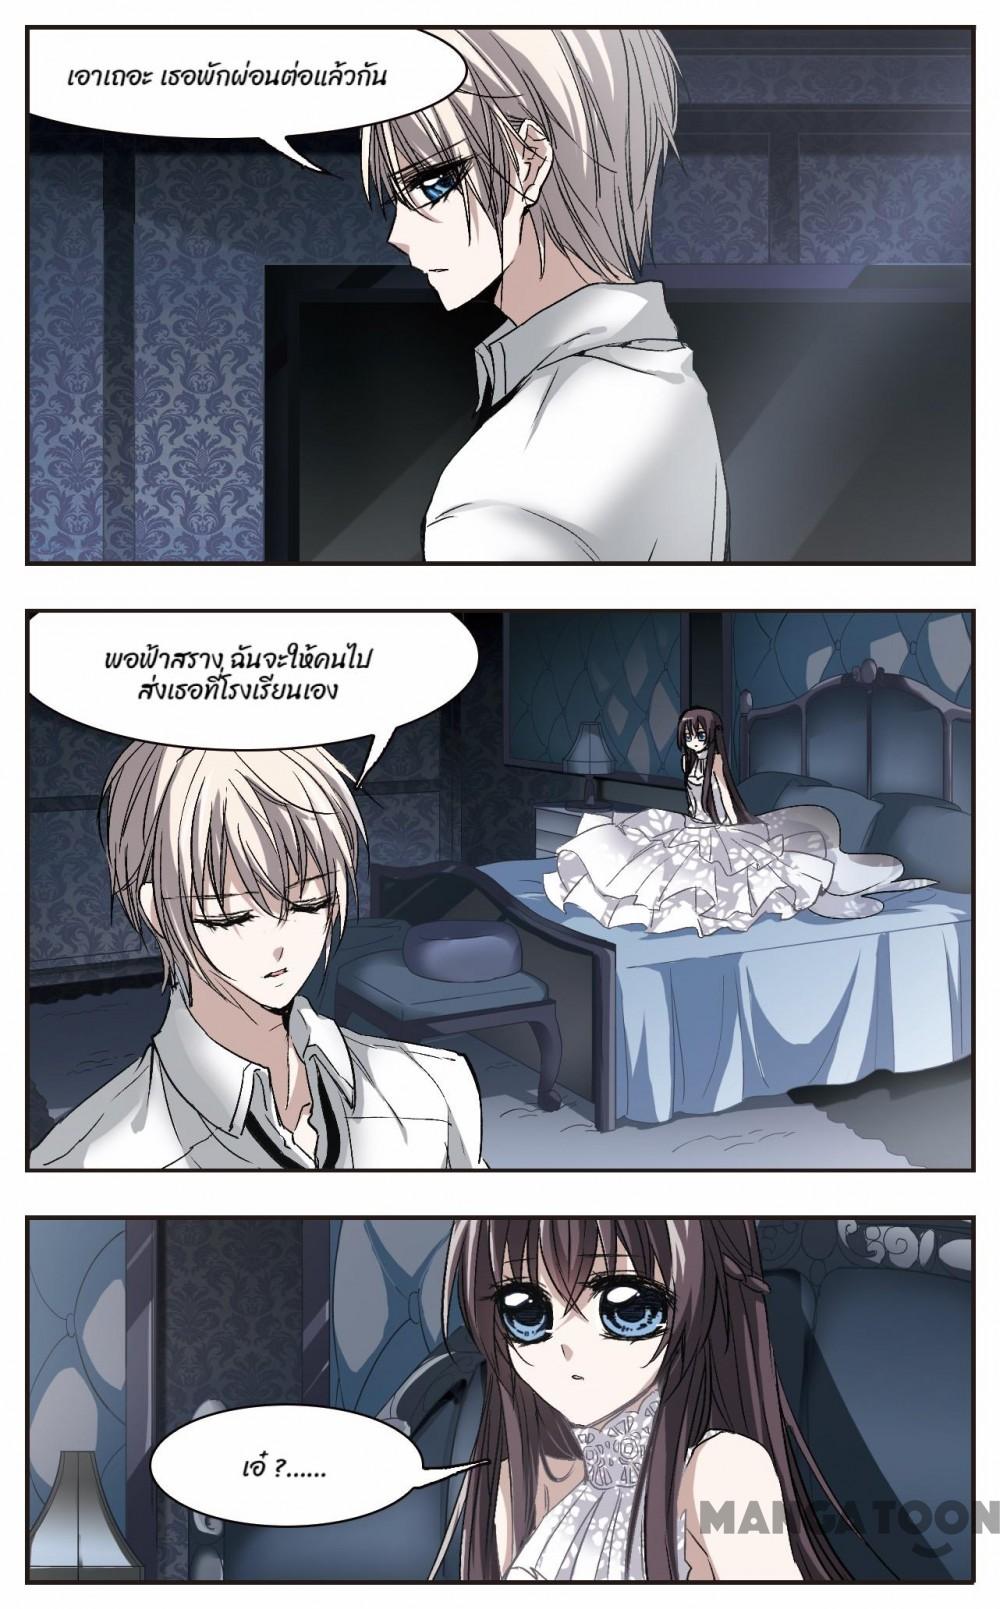 เอาเถอะ เธอพักผ่อนต่อแล้วกัน
พอฟ้าสราง ฉันจะให้คนไป
ส่งเธอที่โรงเรียนเอง
เอ๋ ?......
MANGATOON